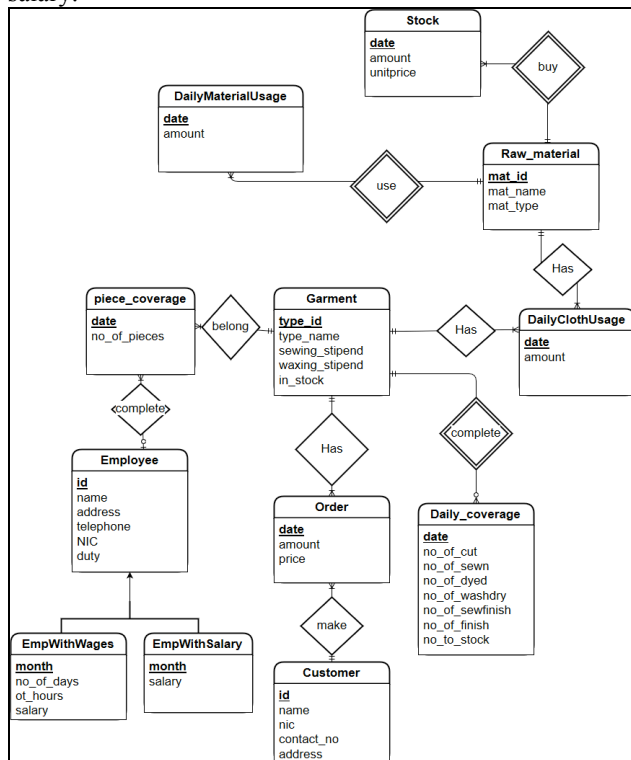 salary.
Stock
date
amount
unitprice
buy
DailyMaterialUsage
date
amount
use
Raw_material
mat_id
mat_name
mat_type
Has
piece_coverage
date
no_of_pieces
belong
Garment
type_id
type_name
sewing_stipend
waxing_stipend
in_stock
Has
DailyClothUsage
date
amount
complete
complete
Employee
id
name
address
telephone
NIC
duty
Has
Order
date
amount
price
Daily_coverage
date
no_of_cut
no_of_sewn
no_of_dyed
no_of_washdry
no_of_sewfinish
no_of_finish
no_to_stock
make
EmpWithWages
month
no_of_days
ot_hours
salary
EmpWithSalary
month
salary
Customer
id
name
nic
contact_no
address